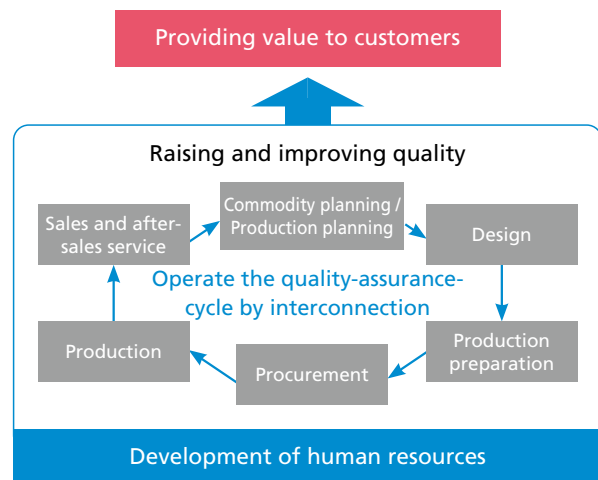 Providing value to customers
Raising and improving quality
Commodity planning /
Production planning
Sales and after-
sales service
Design
Operate the quality-assurance-
cycle by interconnection
Production
Procurement
Production
preparation
Development of human resources